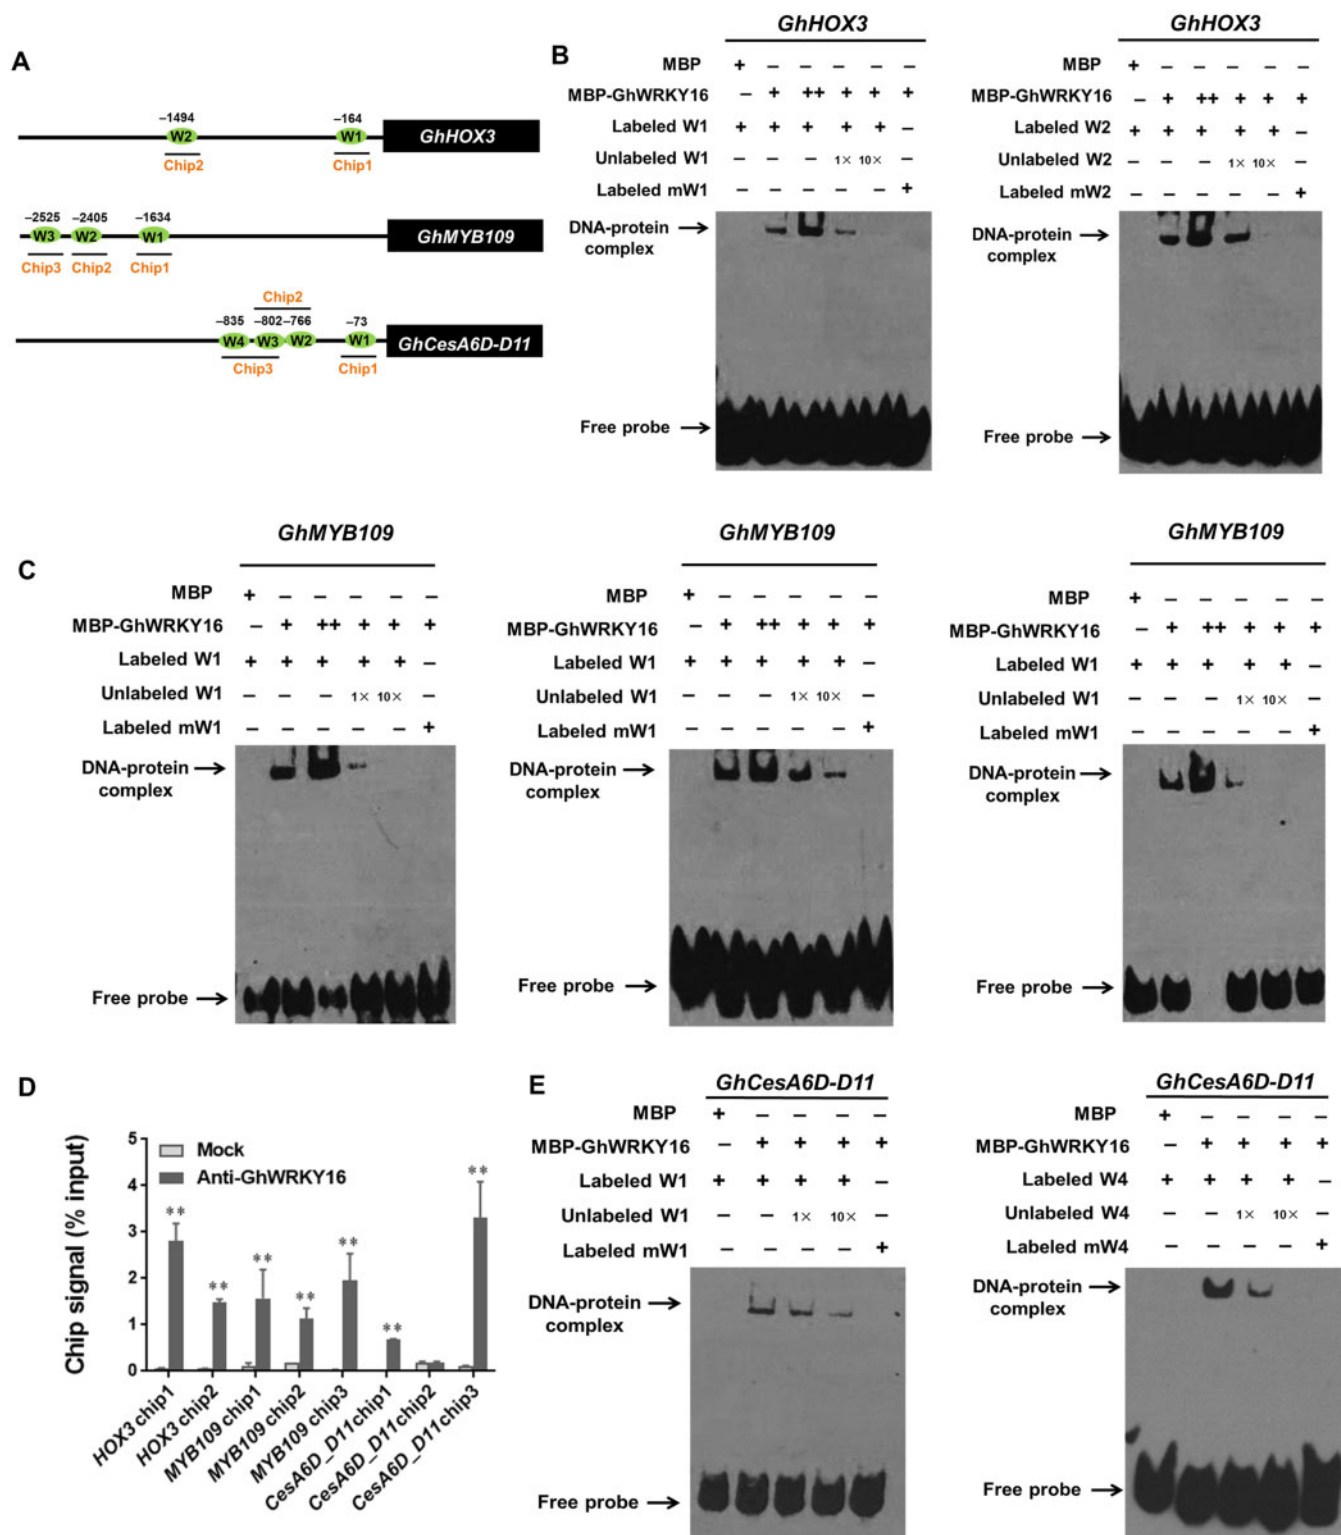 A
−1494
−164
W2
W1
GhHOX3
Chip2
Chip1
−2525
−2405
−1634
W3
W2
W1
GhMYB109
Chip3
Chip2
Chip1
Chip2
−835
−802
−766
−73
W4
W3
W2
W1
GhCesA6D-D11
Chip3
Chip1
B
GhHOX3
MBP + − − − − −
MBP-GhWRKY16 − + ++ + + +
Labeled W1 + + + + + −
Unlabeled W1 − − − 1× 10× −
Labeled mW1 − − − − − +
DNA-protein
complex
Free probe
GhHOX3
MBP + − − − − −
MBP-GhWRKY16 − + ++ + + +
Labeled W2 + + + + + −
Unlabeled W2 − − − 1× 10× −
Labeled mW2 − − − − − +
DNA-protein
complex
Free probe
C
GhMYB109
MBP + − − − − −
MBP-GhWRKY16 − + ++ + + +
Labeled W1 + + + + + −
Unlabeled W1 − − − 1× 10× −
Labeled mW1 − − − − − +
DNA-protein
complex
Free probe
GhMYB109
MBP + − − − − −
MBP-GhWRKY16 − + ++ + + +
Labeled W1 + + + + + −
Unlabeled W1 − − − 1× 10× −
Labeled mW1 − − − − − +
DNA-protein
complex
Free probe
GhMYB109
MBP + − − − − −
MBP-GhWRKY16 − + ++ + + +
Labeled W1 + + + + + −
Unlabeled W1 − − − 1× 10× −
Labeled mW1 − − − − − +
DNA-protein
complex
Free probe
D
Chip signal (% input)
5
4
3
2
1
0
Mock
Anti-GhWRKY16
** ** ** ** ** ** **
HOX3 chip1
HOX3 chip2
MYB109 chip1
MYB109 chip2
MYB109 chip3
CesA6D_D11chip1
CesA6D_D11chip2
CesA6D_D11chip3
E
GhCesA6D-D11
MBP + − − − −
MBP-GhWRKY16 − + + + +
Labeled W1 + + + + −
Unlabeled W1 − − 1× 10× −
Labeled mW1 − − − − +
DNA-protein
complex
Free probe
GhCesA6D-D11
MBP + − − − −
MBP-GhWRKY16 − + + + +
Labeled W4 + + + + −
Unlabeled W4 − − 1× 10× −
Labeled mW4 − − − − +
DNA-protein
complex
Free probe